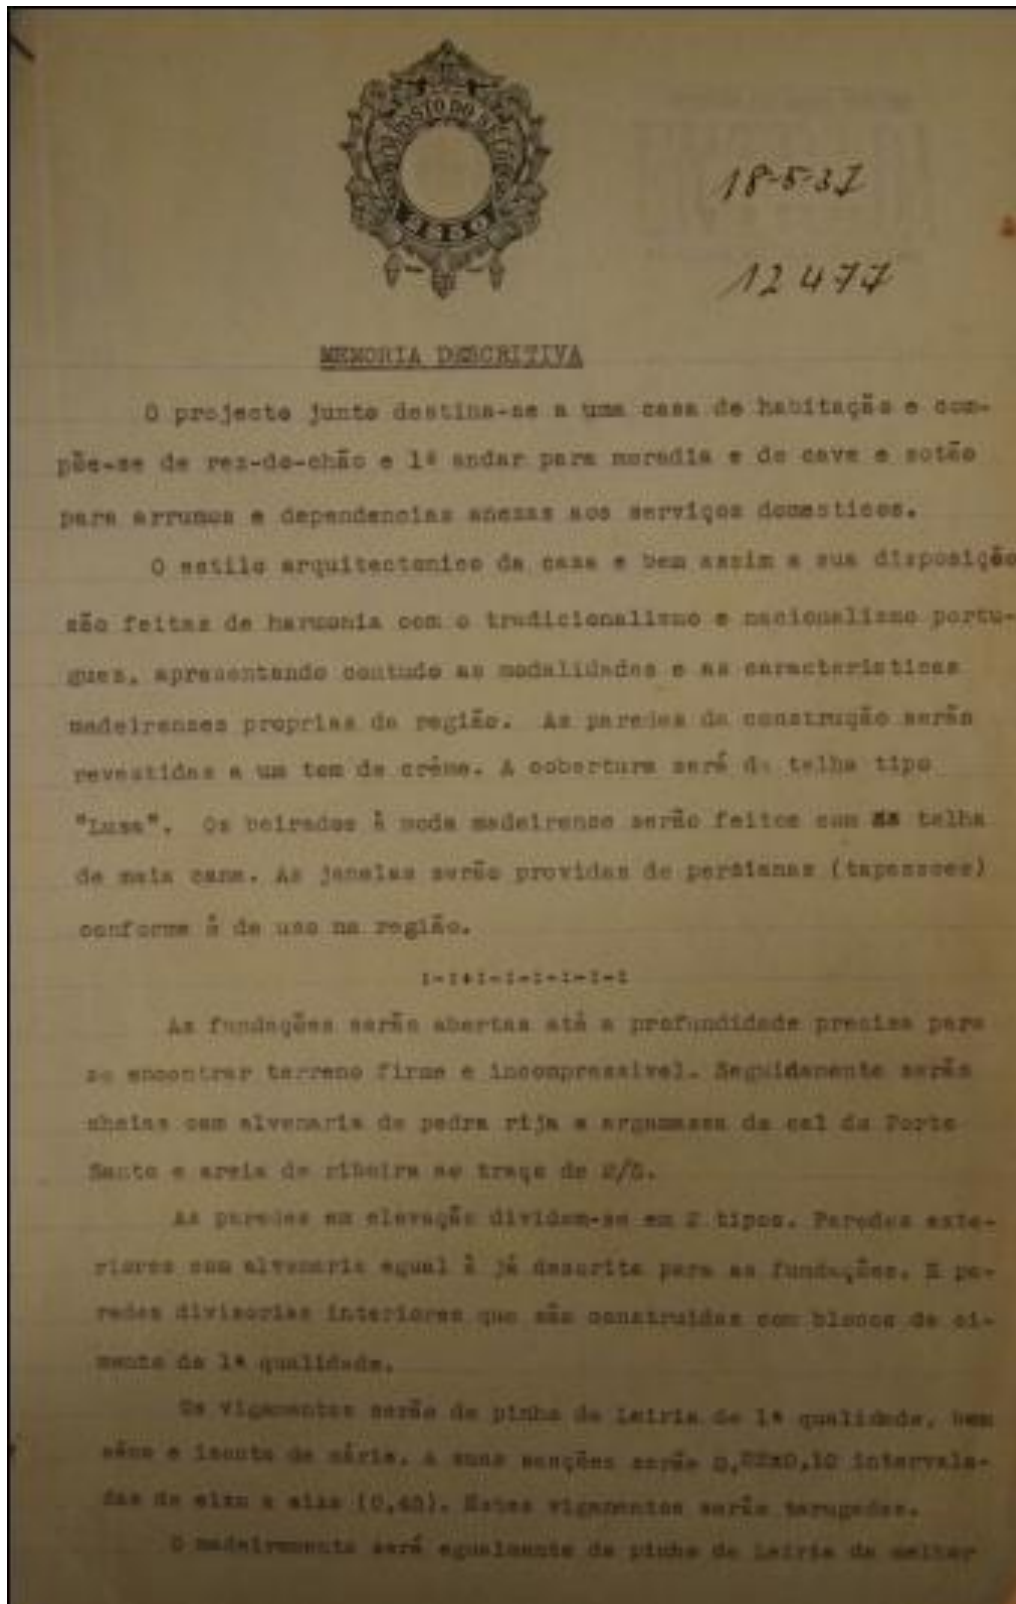 IMPOSTO DO SELO
18-5-37
12477
MEMORIA DESCRITIVA
O projecto junto destina-se a uma casa de habitação e com-
põe-se de rez-do-chão e 1º andar para moradia e de cave e sotão
para arrumos e dependencias anexas aos serviços domesticos.
O estilo arquitectonico da casa e bem assim a sua disposição
são feitas de harmonia com o tradicionalismo e nacionalismo portu-
gues, apresentando contudo as modalidades e as caracteristicas
madeirenses proprias da região. As paredes da construção serão
revestidas a um tom de crême. A cobertura será de telha tipo
"Lusa". Os beirados à moda madeirense serão feitos com telha
de meia cana. As janelas serão providas de persianas (tapassoes)
conforme é de uso na região.
As fundações serão abertas até a profundidade precisa para
se encontrar terreno firme e incompressivel. Seguidamente serão
cheias com alvenaria de pedra rija e argamassa de cal do Porto
Santo e areia de ribeira ao traço de 2/5.
As paredes em elevação dividem-se em 2 tipos. Paredes exte-
riores com alvenaria egual à já descrita para as fundações. E pa-
redes divisorias interiores que são construidas com blocos de ci-
mento de 1ª qualidade.
Os vigamentos serão de pinho de Leiria de 1ª qualidade, bem
sêco e isento de A suas secções serão intervala-
das de eixo a eixo (0,40). Estes vigamentos serão tarugados.
O madeiramento será egualmente de pinho de Leiria da melhor